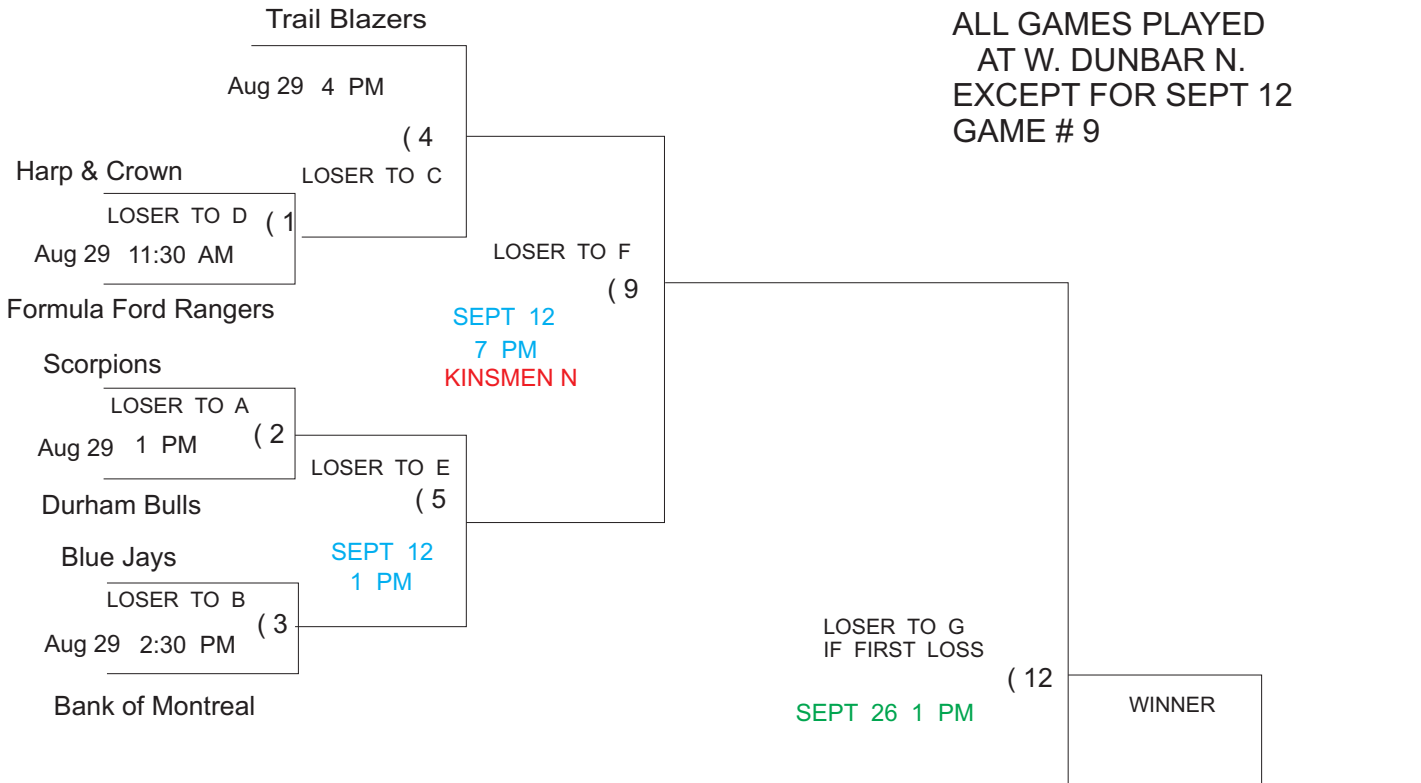 Trail Blazers
ALL GAMES PLAYED
AT W. DUNBAR N.
EXCEPT FOR SEPT 12
GAME # 9
Aug 29 4 PM
( 4
LOSER TO C
Harp & Crown
LOSER TO D ( 1
Aug 29 11:30 AM
Formula Ford Rangers
LOSER TO F
( 9
SEPT 12
7 PM
KINSMEN N
Scorpions
LOSER TO A
Aug 29 1 PM ( 2
Durham Bulls
LOSER TO E
( 5
SEPT 12
1 PM
Blue Jays
LOSER TO B
( 3
Aug 29 2:30 PM
Bank of Montreal
LOSER TO G
IF FIRST LOSS
( 12
SEPT 26 1 PM
WINNER